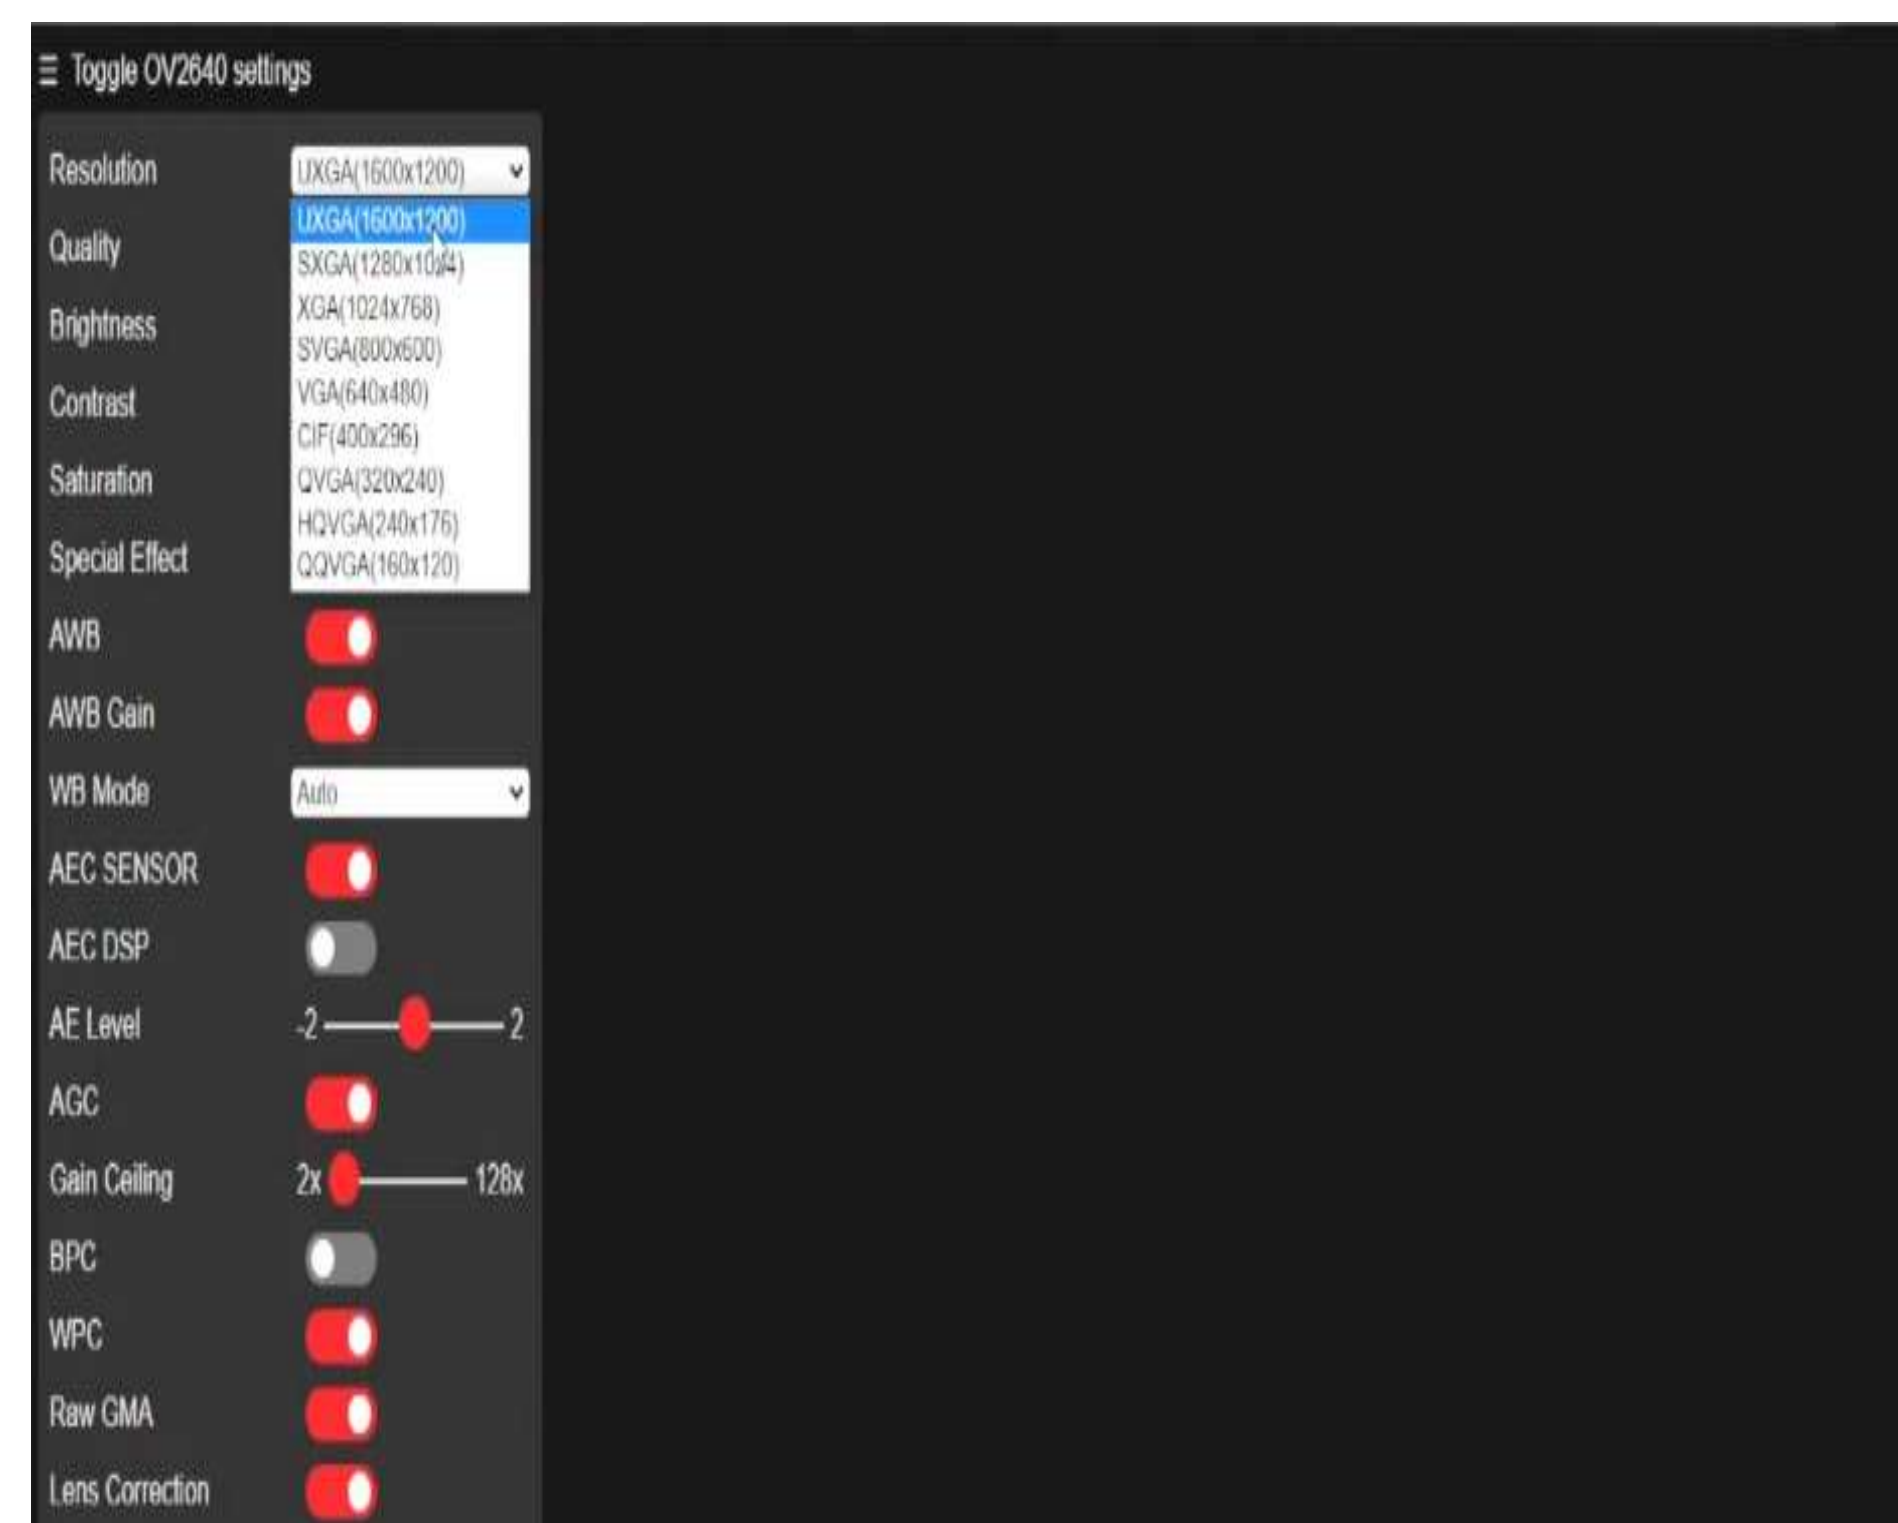 ☰ Toggle OV2640 settings
Resolution UXGA(1600x1200)
UXGA(1600x1200)
Quality
SXGA(1280x1024)
XGA(1024x768)
Brightness
SVGA(800x600)
VGA(640x480)
Contrast
CIF(400x296)
Saturation QVGA(320x240)
HQVGA(240x176)
Special Effect QQVGA(160x120)
AWB
AWB Gain
WB Mode Auto
AEC SENSOR
AEC DSP
AE Level -2 2
AGC
Gain Ceiling 2x 128x
BPC
WPC
Raw GMA
Lens Correction